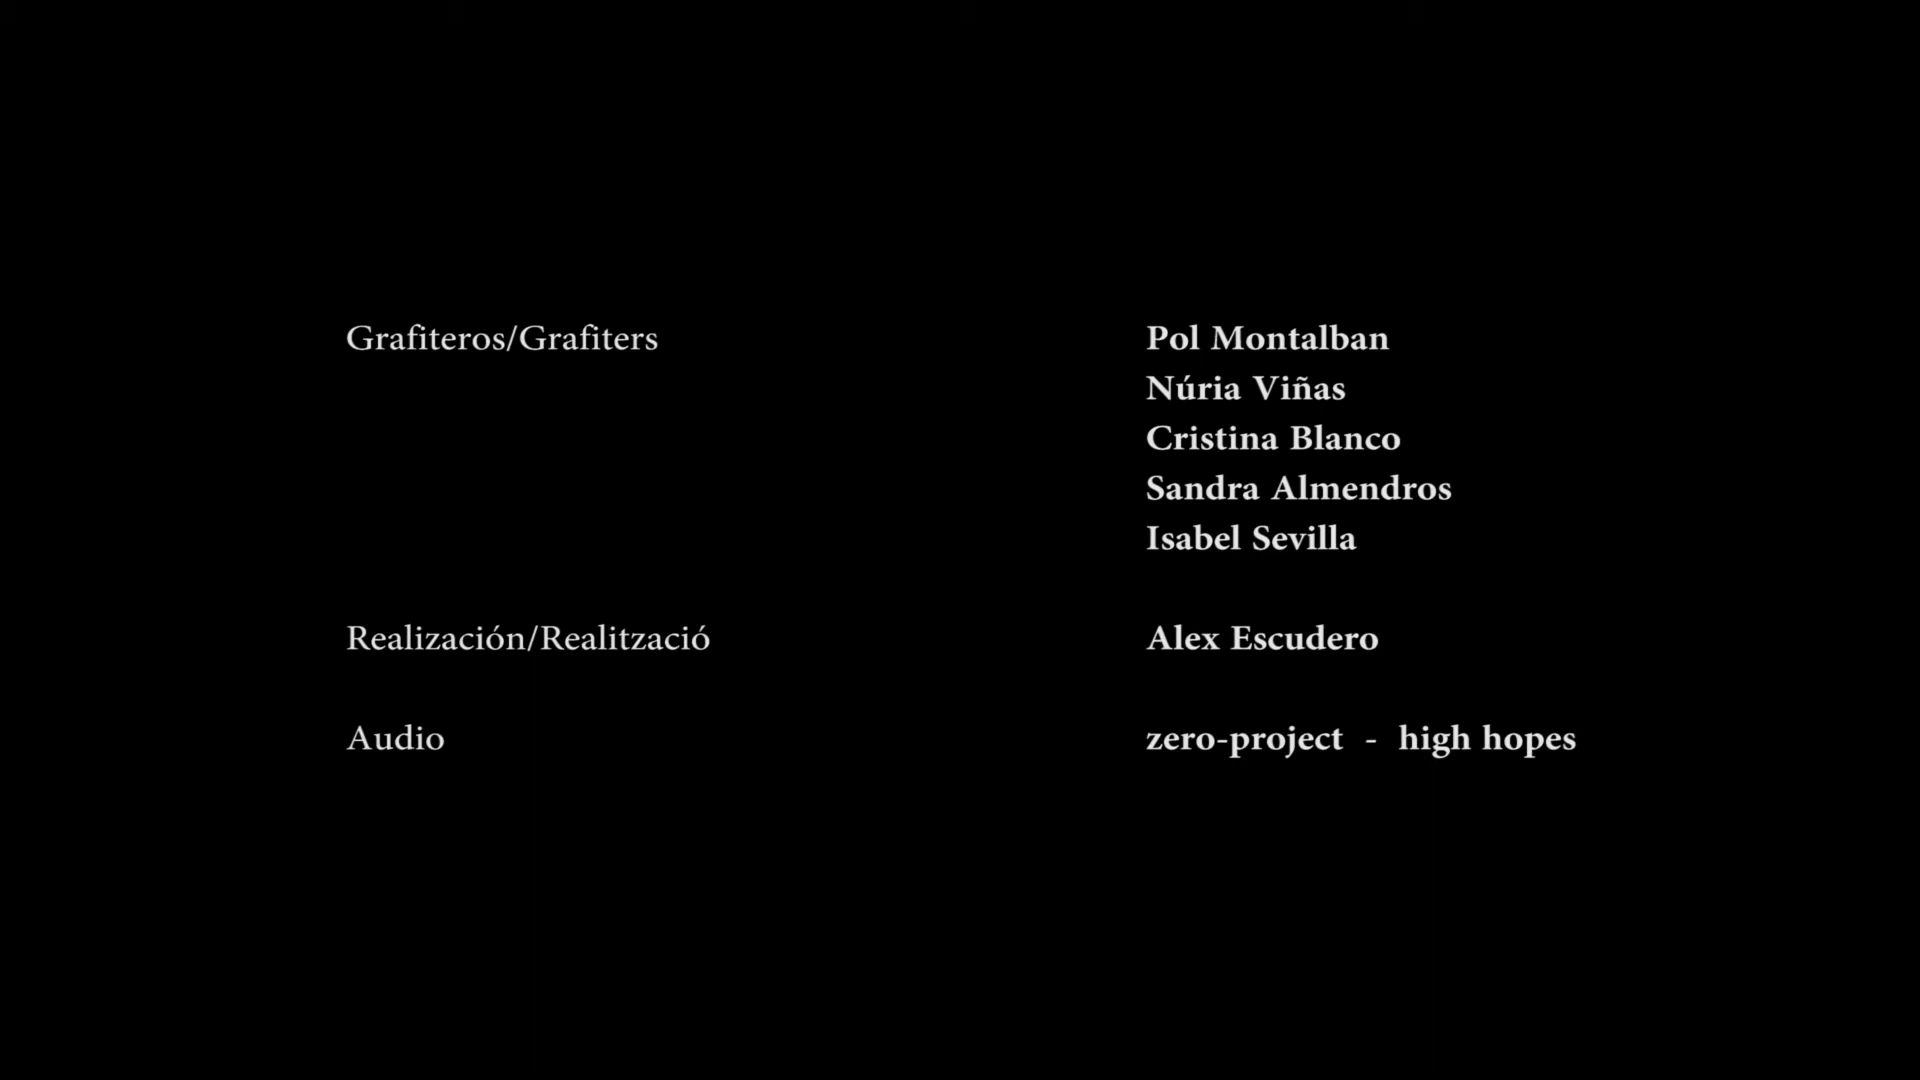 Grafiteros/Grafiters Pol Montalban
Núria Viñas
Cristina Blanco
Sandra Almendros
Isabel Sevilla
Realización/Realització Alex Escudero
Audio zero-project - high hopes